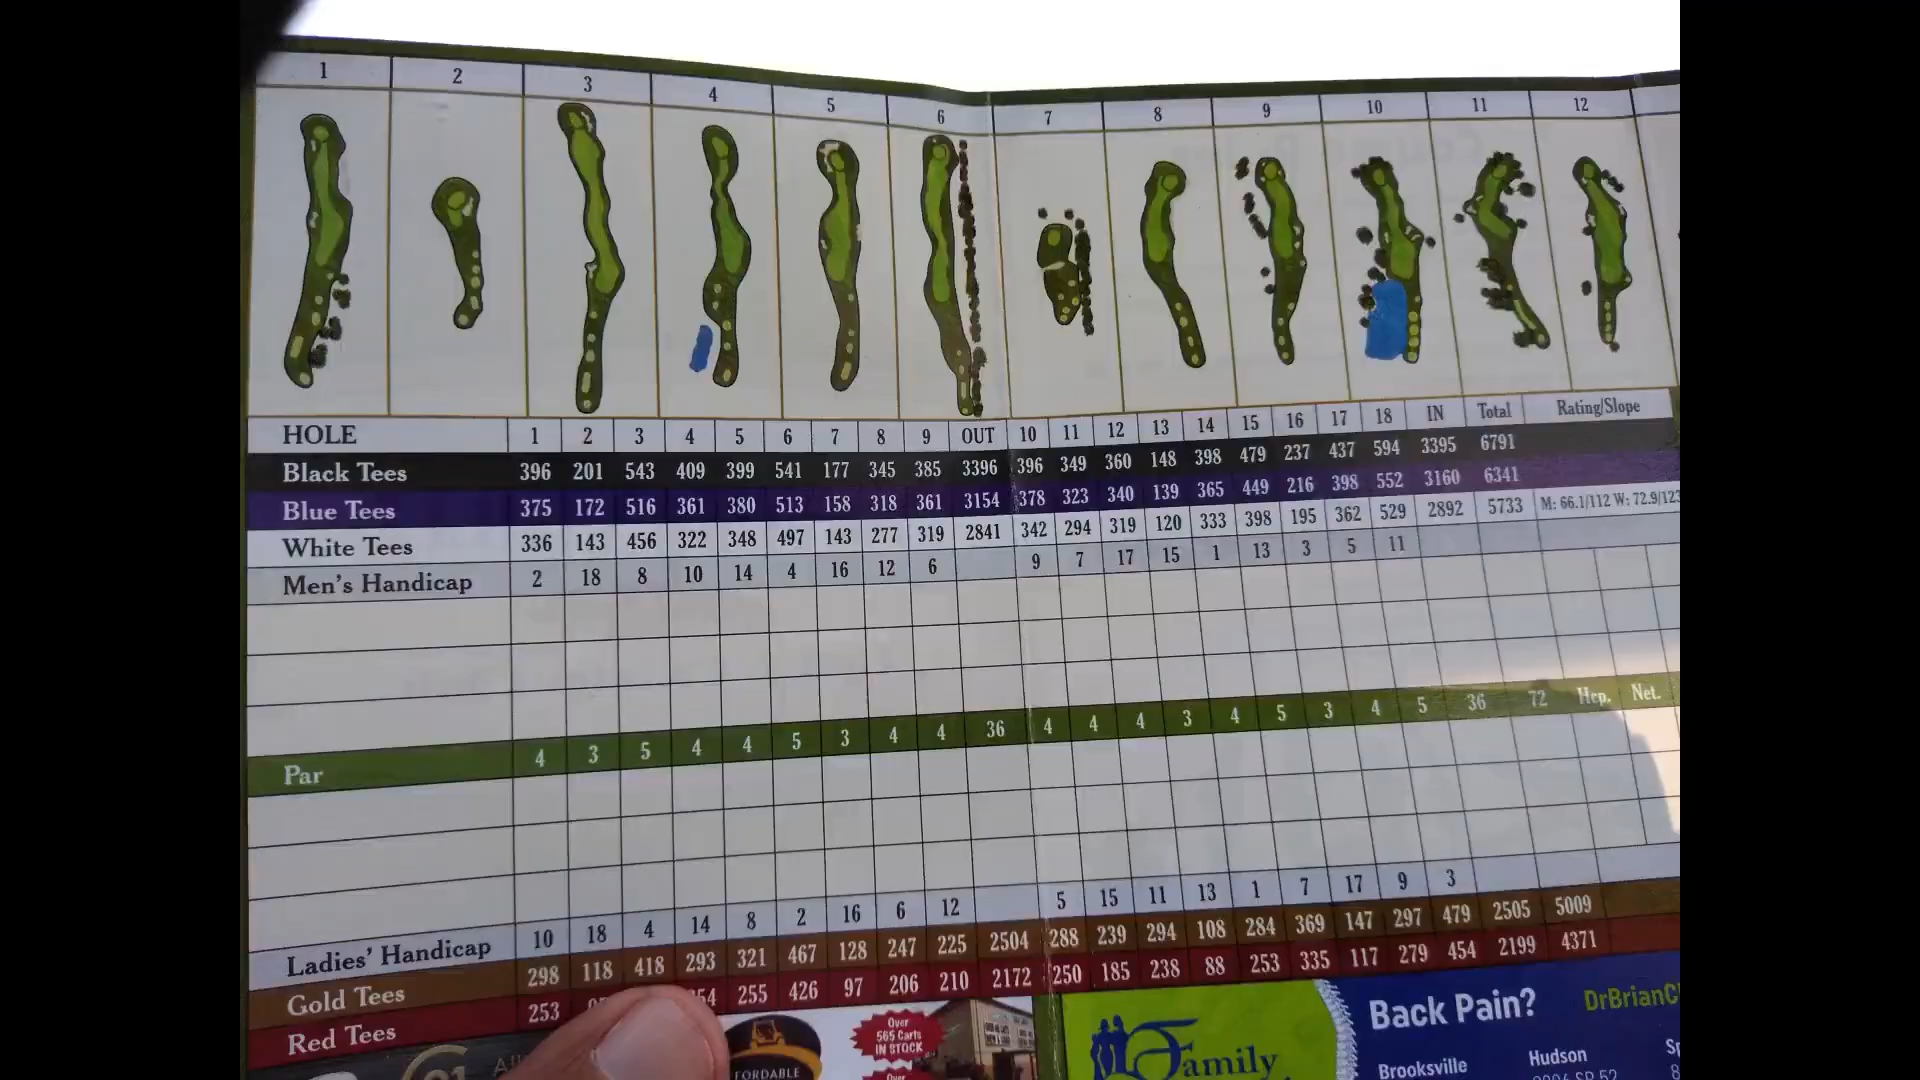 1 2 3 4 5 6 7 8 9 10 11 12
HOLE 1 2 3 4 5 6 7 8 9 OUT 10 11 12 13 14 15 16 17 18 IN Total Rating/Slope
Black Tees 396 201 543 409 399 541 177 345 385 3396 396 349 360 148 398 479 237 437 594 3395 6791
Blue Tees 375 172 516 361 380 513 158 318 361 3154 378 323 340 139 365 449 216 398 552 3160 6341
White Tees 336 143 456 322 348 497 143 277 319 2841 342 294 319 120 333 398 195 362 529 2892 5733 M: 66.1/112 W: 72.9/123
Men's Handicap 2 18 8 10 14 4 16 12 6 9 7 17 15 1 13 3 5 11
Par 4 3 5 4 4 5 3 4 4 36 4 4 4 3 4 5 3 4 5 36 72 Hcp. Net.
Ladies' Handicap 10 18 4 14 8 2 16 6 12 5 15 11 13 1 7 17 9 3
Gold Tees 298 118 418 293 321 467 128 247 225 2504 288 239 294 108 284 369 147 297 479 2505 5009
Red Tees 253 54 255 426 97 206 210 2172 250 185 238 88 253 335 117 279 454 2199 4371
Over
565 Carts
IN STOCK
Over
FORDABLE
Family
Back Pain? DrBrianC
Brooksville Hudson